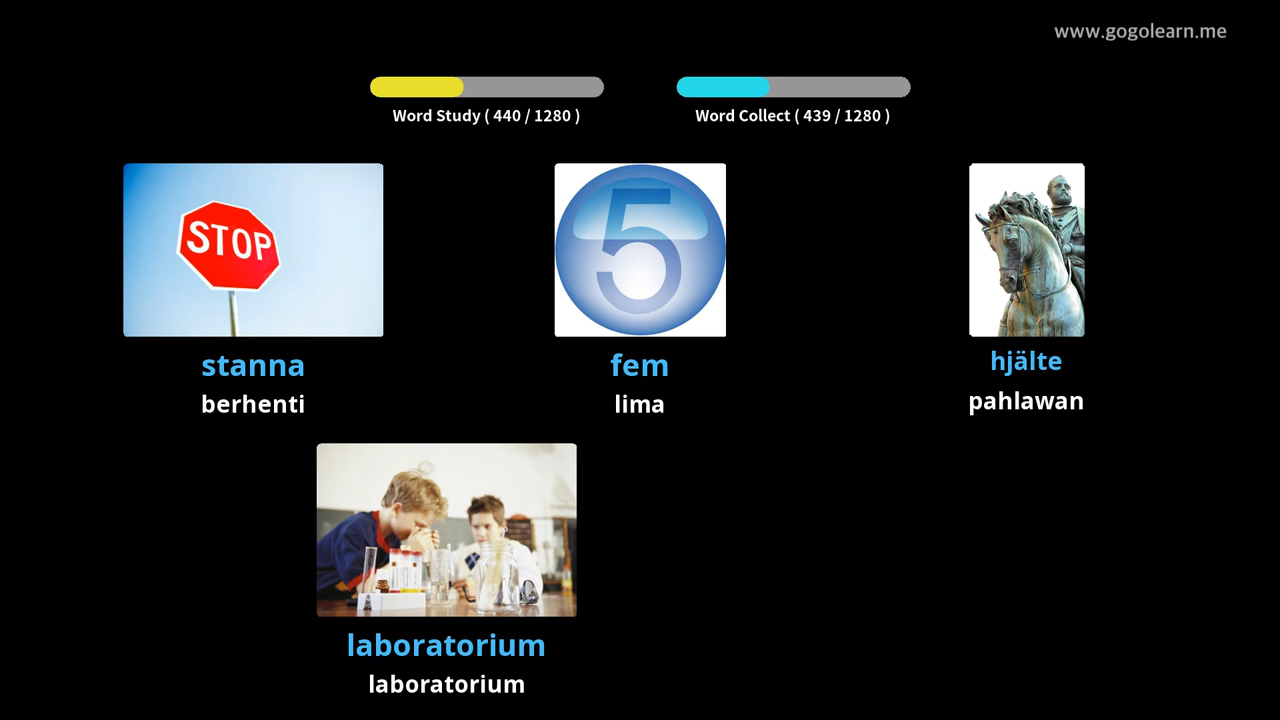 www.gogolearn.me
Word Study ( 440 / 1280 )
Word Collect ( 439 / 1280 )
STOP
5
stanna
fem
hjälte
berhenti
lima
pahlawan
laboratorium
laboratorium